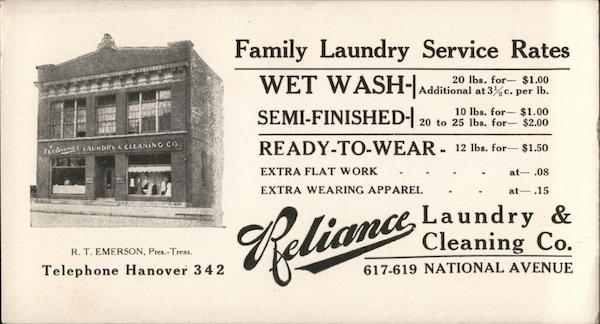 Reliance LAUNDRY & CLEANING CO.
R. T. EMERSON, Pres.-Treas.
Telephone Hanover 342
Family Laundry Service Rates
WET WASH- 20 lbs. for— $1.00
Additional at 3½c. per lb.
SEMI-FINISHED- 10 lbs. for— $1.00
20 to 25 lbs. for— $2.00
READY-TO-WEAR - 12 lbs. for— $1.50
EXTRA FLAT WORK - - - at— .08
EXTRA WEARING APPAREL - - at— .15
Reliance Laundry &
Cleaning Co.
617-619 NATIONAL AVENUE